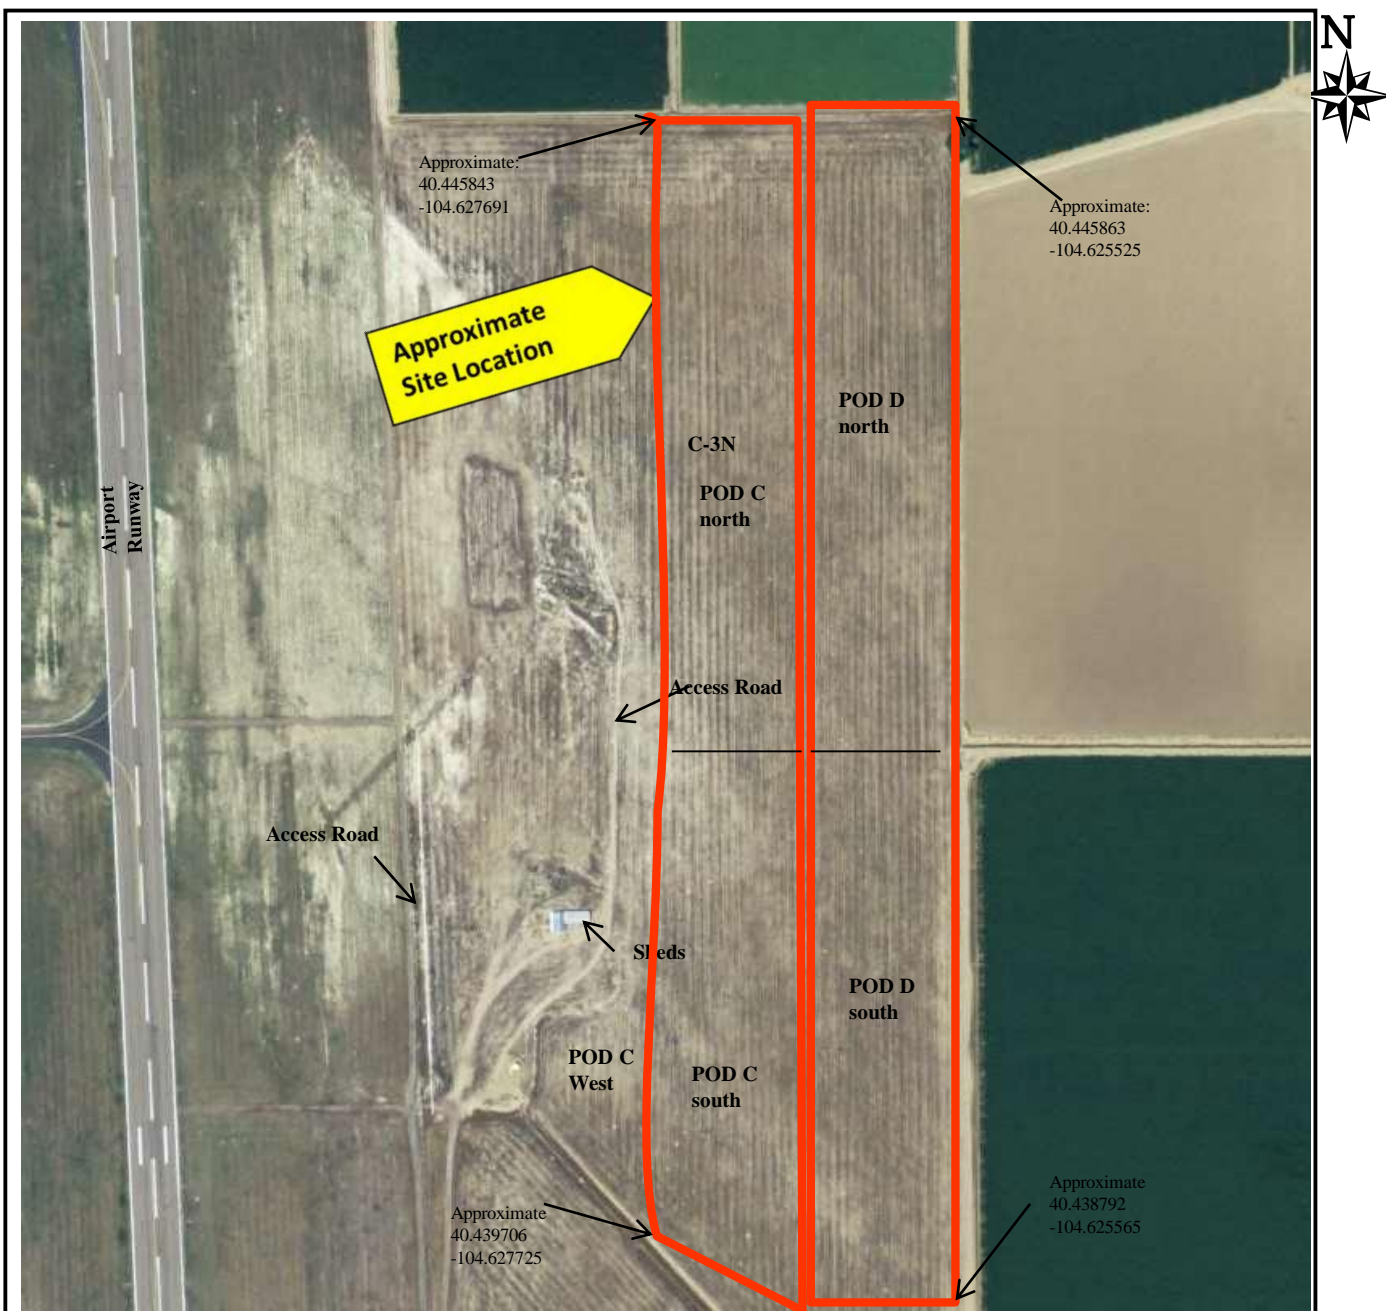 N
Approximate:
40.445843
-104.627691
Approximate:
40.445863
-104.625525
Approximate
Site Location
POD D
north
C-3N
POD C
north
Airport
Runway
Access Road
Access Road
Sheds
POD D
south
POD C
West
POD C
south
Approximate
40.439706
-104.627725
Approximate
40.438792
-104.625565